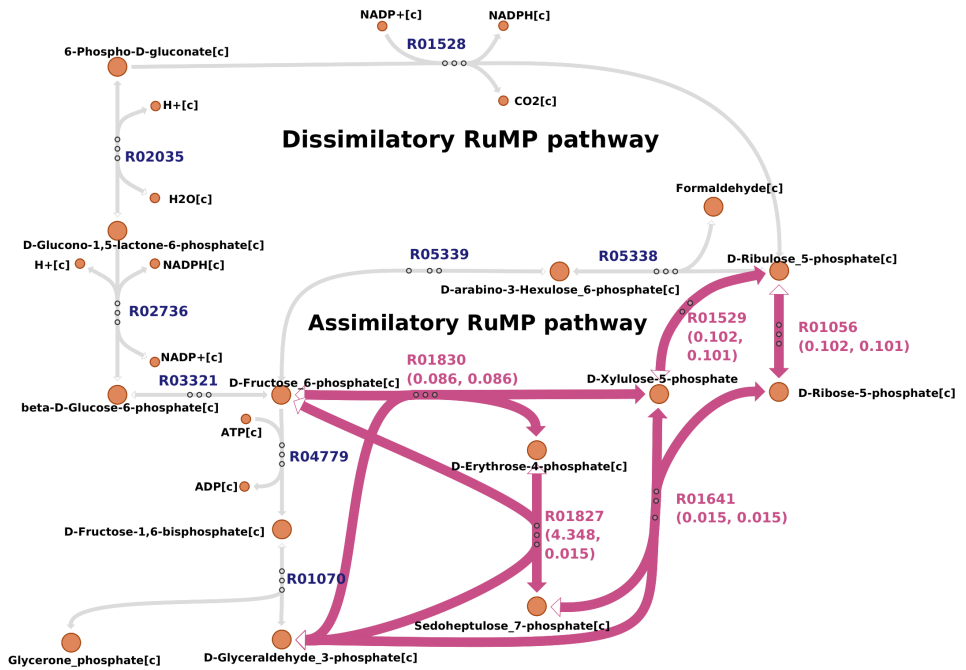 NADP+[c]
NADPH[c]
R01528
6-Phospho-D-gluconate[c]
CO2[c]
H+[c]
Dissimilatory RuMP pathway
R02035
Formaldehyde[c]
H2O[c]
D-Glucono-1,5-lactone-6-phosphate[c]
R05339
R05338
D-Ribulose_5-phosphate[c]
H+[c]
NADPH[c]
D-arabino-3-Hexulose_6-phosphate[c]
R02736
Assimilatory RuMP pathway
R01529
(0.102,
0.101)
R01056
(0.102, 0.101)
NADP+[c]
R01830
(0.086, 0.086)
R03321
D-Fructose_6-phosphate[c]
D-Xylulose-5-phosphate
D-Ribose-5-phosphate[c]
beta-D-Glucose-6-phosphate[c]
ATP[c]
R04779
D-Erythrose-4-phosphate[c]
ADP[c]
R01641
(0.015, 0.015)
R01827
(4.348,
0.015)
D-Fructose-1,6-bisphosphate[c]
R01070
Sedoheptulose_7-phosphate[c]
Glycerone_phosphate[c]
D-Glyceraldehyde_3-phosphate[c]